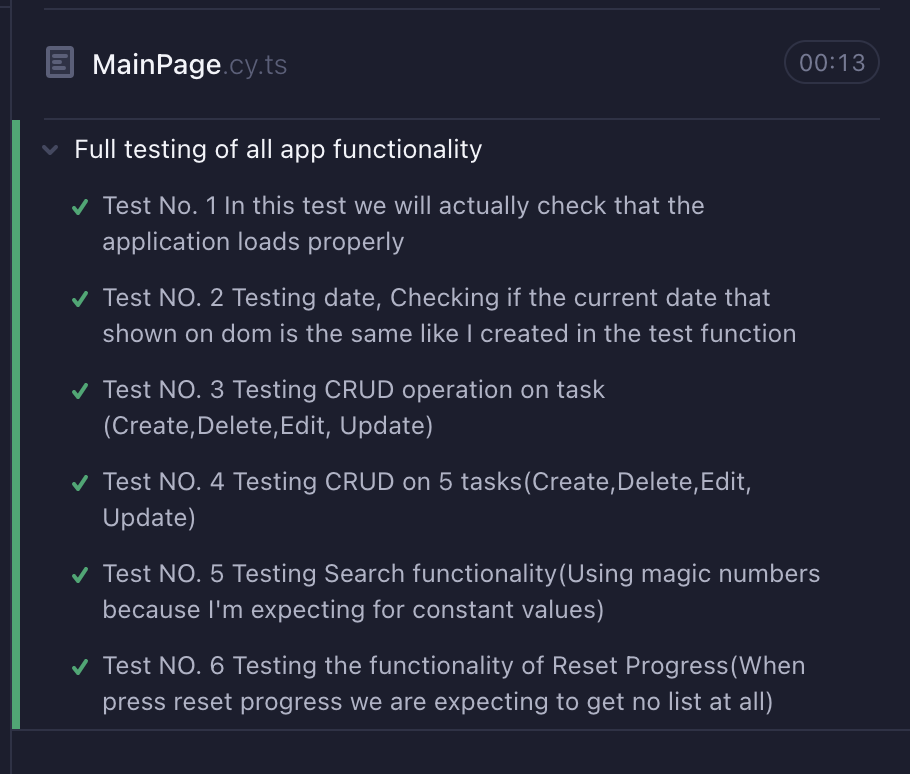 MainPage.cy.ts
00:13
Full testing of all app functionality
Test No. 1 In this test we will actually check that the
application loads properly
Test NO. 2 Testing date, Checking if the current date that
shown on dom is the same like I created in the test function
Test NO. 3 Testing CRUD operation on task
(Create,Delete,Edit, Update)
Test NO. 4 Testing CRUD on 5 tasks(Create,Delete,Edit,
Update)
Test NO. 5 Testing Search functionality(Using magic numbers
because I'm expecting for constant values)
Test NO. 6 Testing the functionality of Reset Progress(When
press reset progress we are expecting to get no list at all)